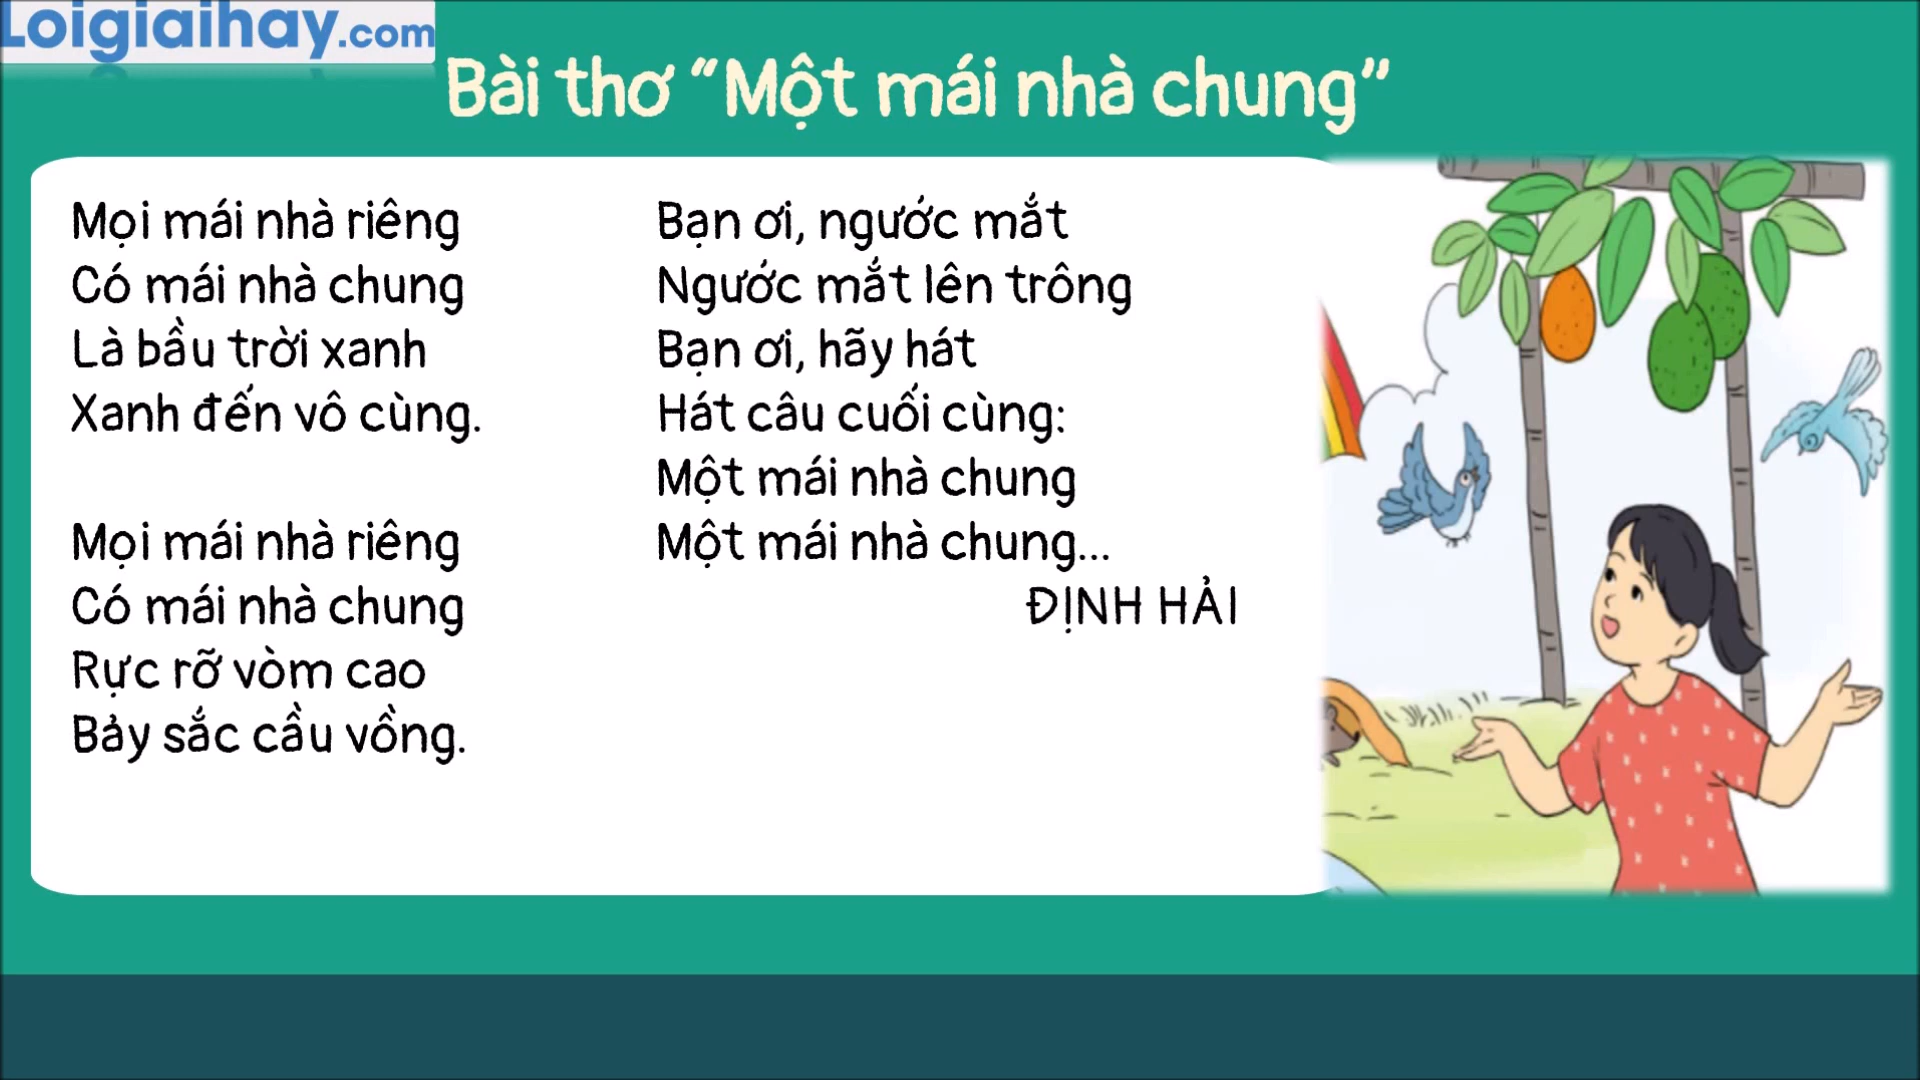 Loigiaihay.com
Bài thơ “Một mái nhà chung”
Mọi mái nhà riêng
Có mái nhà chung
Là bầu trời xanh
Xanh đến vô cùng.
Mọi mái nhà riêng
Có mái nhà chung
Rực rỡ vòm cao
Bảy sắc cầu vồng.
Bạn ơi, ngước mắt
Ngước mắt lên trông
Bạn ơi, hãy hát
Hát câu cuối cùng:
Một mái nhà chung
Một mái nhà chung...
ĐỊNH HẢI